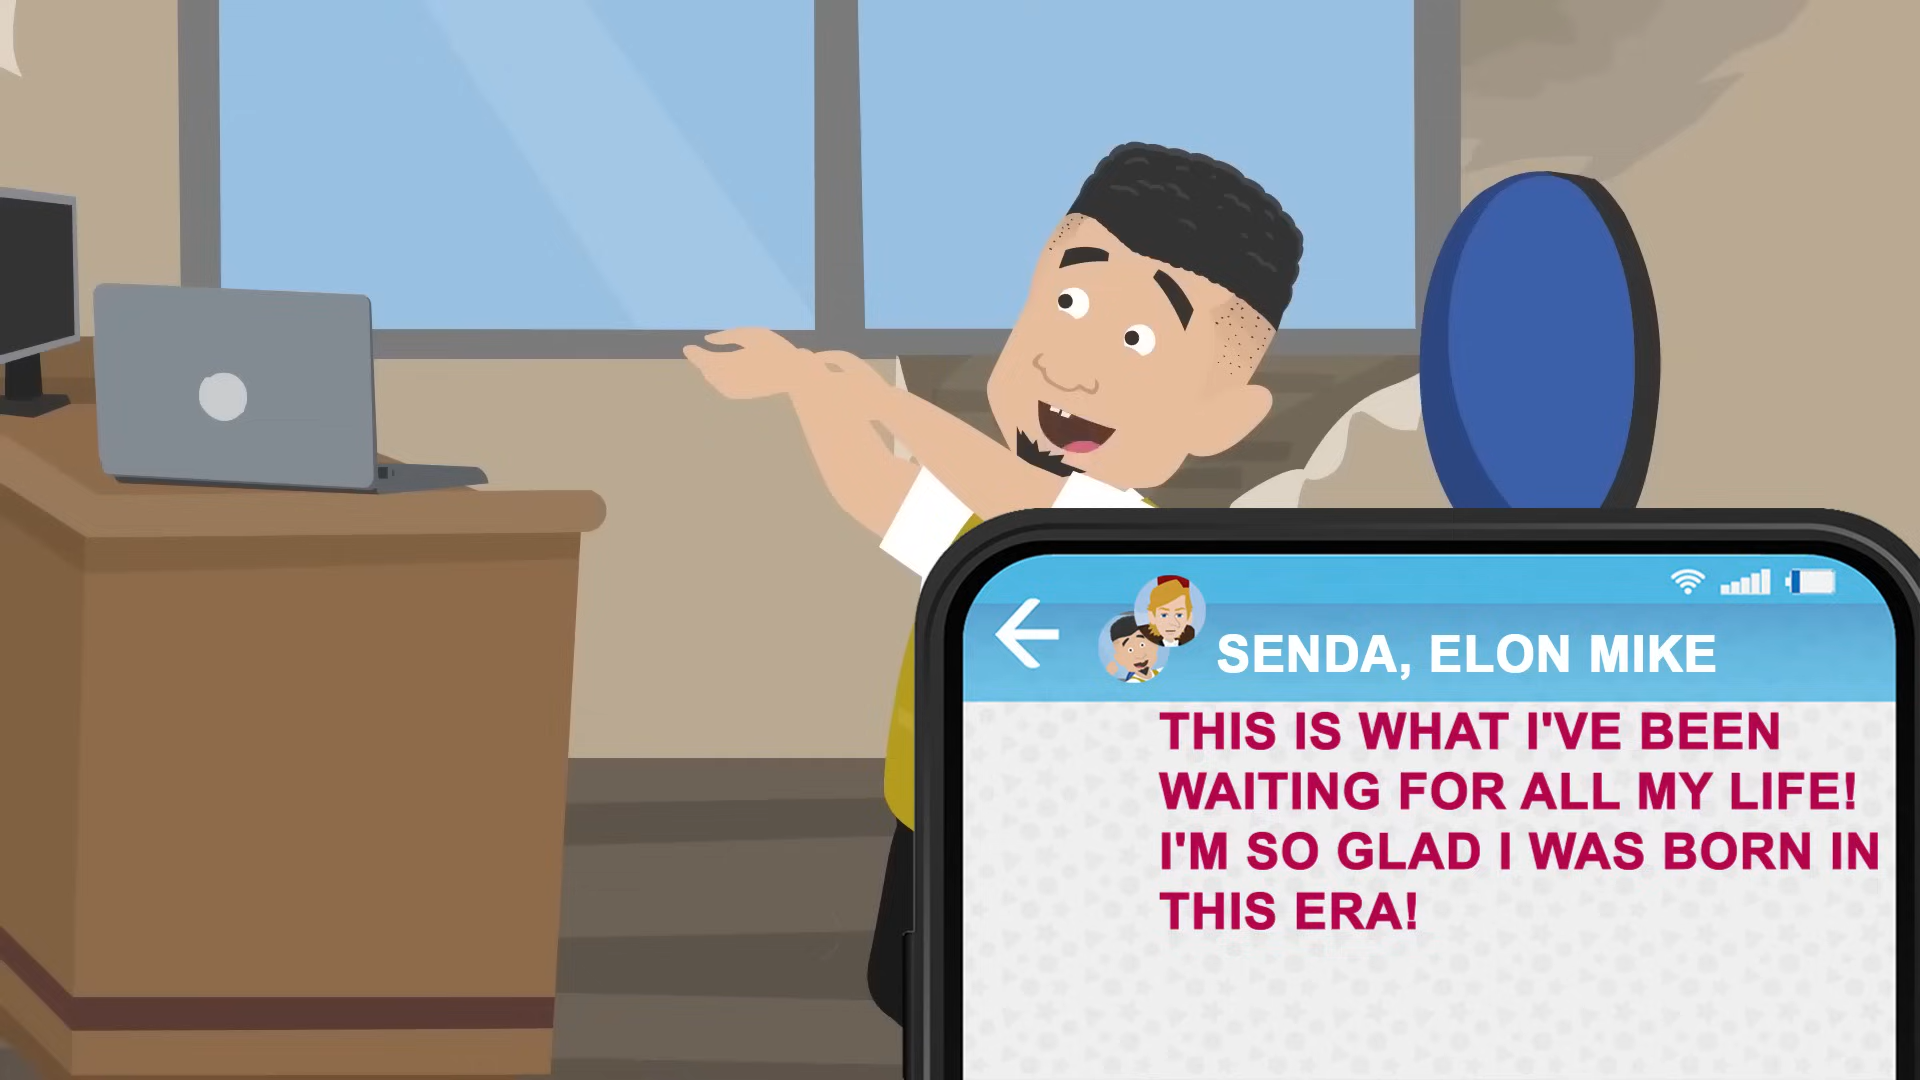 SENDA, ELON MIKE
THIS IS WHAT I'VE BEEN
WAITING FOR ALL MY LIFE!
I'M SO GLAD I WAS BORN IN
THIS ERA!